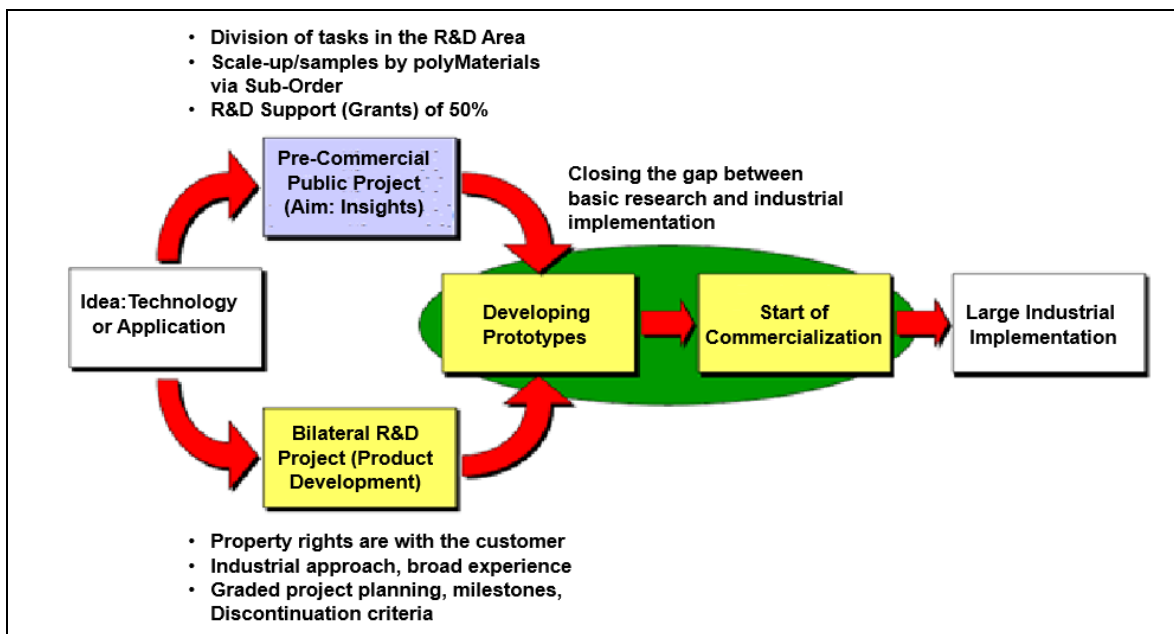 • Division of tasks in the R&D Area
• Scale-up/samples by polyMaterials
via Sub-Order
• R&D Support (Grants) of 50%
Pre-Commercial
Public Project
(Aim: Insights)
Closing the gap between
basic research and industrial
implementation
Idea:Technology
or Application
Developing
Prototypes
Start of
Commercialization
Large Industrial
Implementation
Bilateral R&D
Project (Product
Development)
• Property rights are with the customer
• Industrial approach, broad experience
• Graded project planning, milestones,
Discontinuation criteria